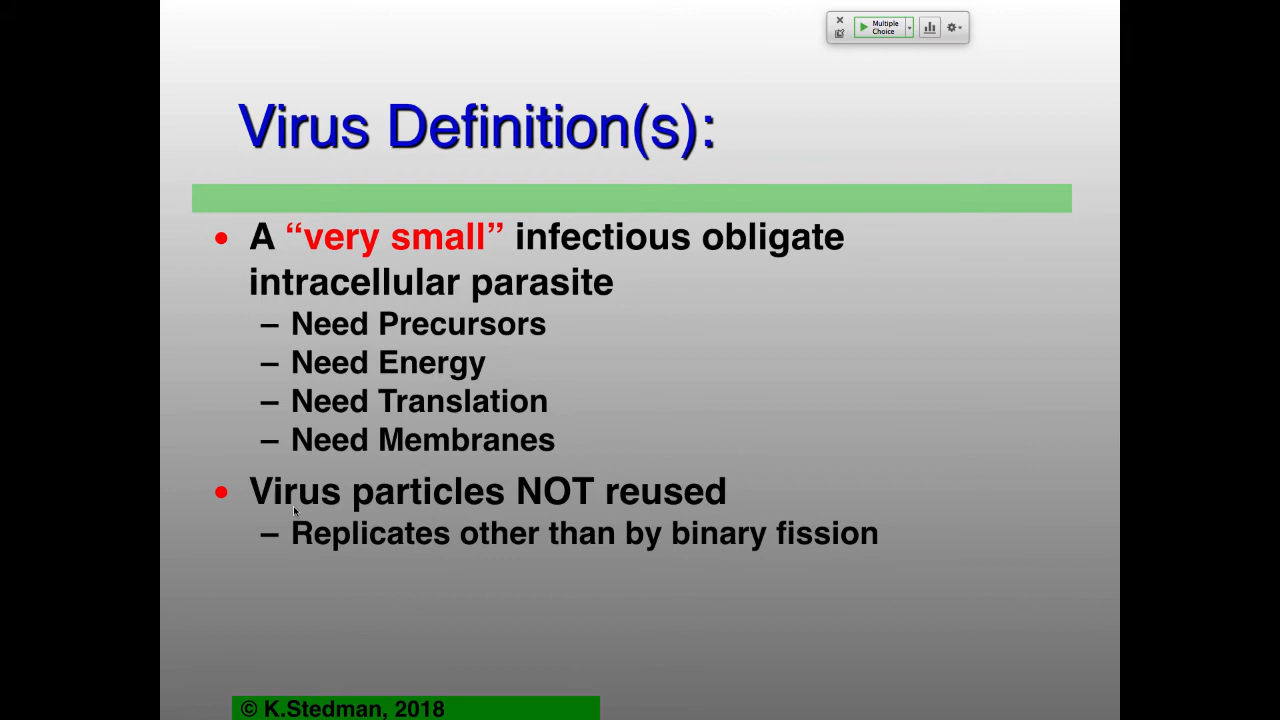 Multiple
Choice
Virus Definition(s):
• A “very small” infectious obligate
intracellular parasite
– Need Precursors
– Need Energy
– Need Translation
– Need Membranes
• Virus particles NOT reused
– Replicates other than by binary fission
© K.Stedman, 2018